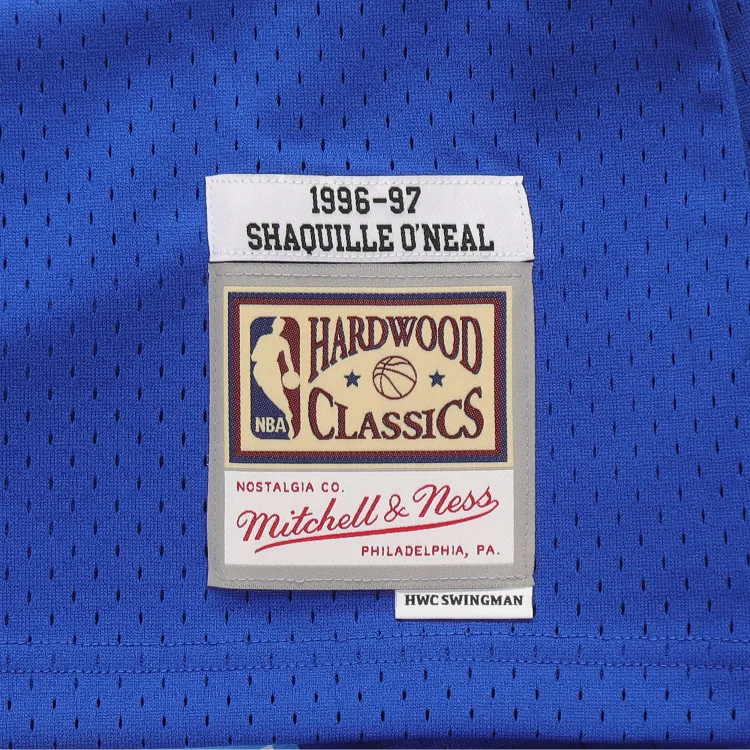 1996-97
SHAQUILLE O'NEAL
HARDWOOD
CLASSICS
NBA
NOSTALGIA CO.
Mitchell & Ness
PHILADELPHIA, PA.
HWC SWINGMAN